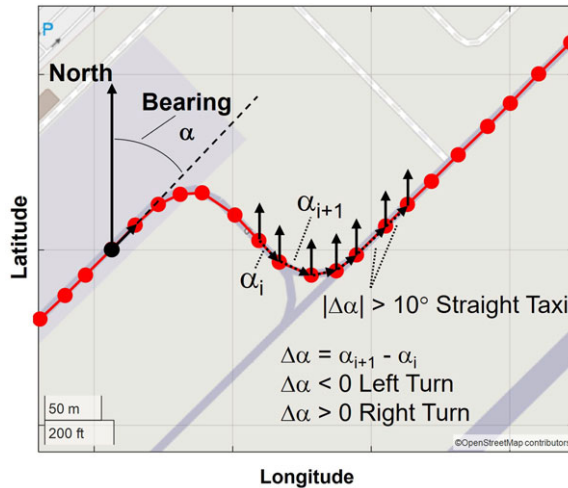 P
North
Bearing
α
αi+1
αi
|Δα| > 10° Straight Taxi
Δα = αi+1 - αi
Δα < 0 Left Turn
Δα > 0 Right Turn
50 m
200 ft
©OpenStreetMap contributors
Latitude
Longitude